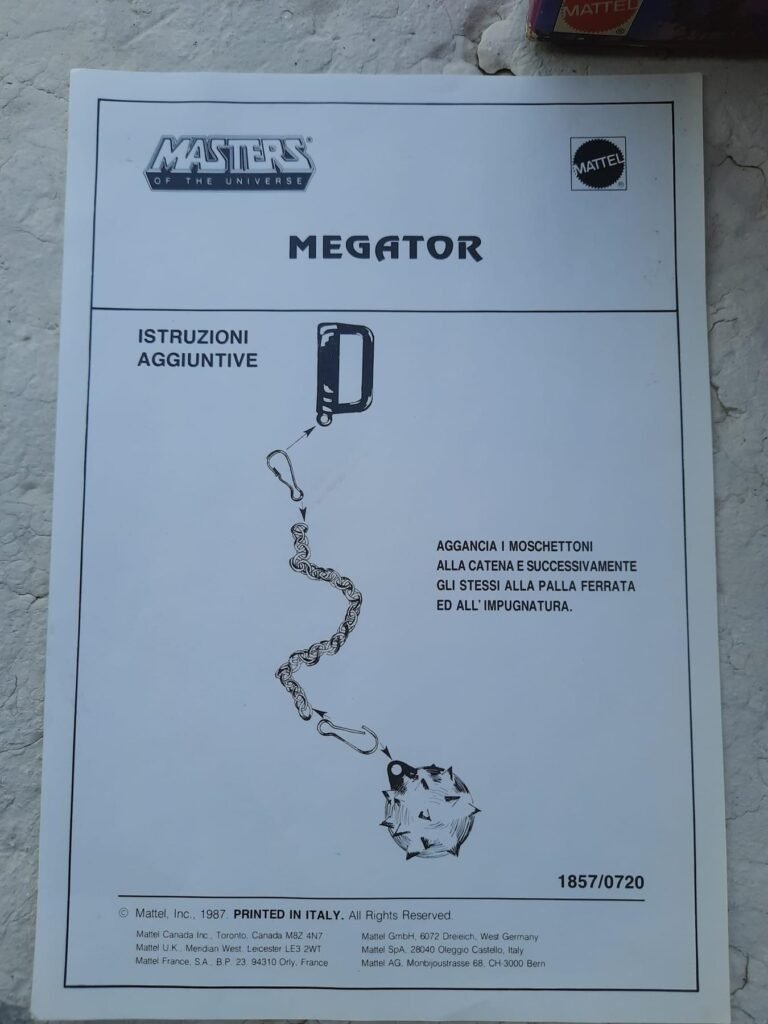 MATTEL
MASTERS
OF THE UNIVERSE
MATTEL
MEGATOR
ISTRUZIONI
AGGIUNTIVE
AGGANCIA I MOSCHETTONI
ALLA CATENA E SUCCESSIVAMENTE
GLI STESSI ALLA PALLA FERRATA
ED ALL'IMPUGNATURA.
1857/0720
© Mattel, Inc., 1987. PRINTED IN ITALY. All Rights Reserved.
Mattel Canada Inc., Toronto, Canada M8Z 4N7
Mattel U.K., Meridian West. Leicester LE3 2WT
Mattel France, S.A., B.P. 23. 94310 Orly, France
Mattel GmbH, 6072 Dreieich, West Germany
Mattel SpA, 28040 Oleggio Castello, Italy
Mattel AG, Monbijoustrasse 68, CH-3000 Bern